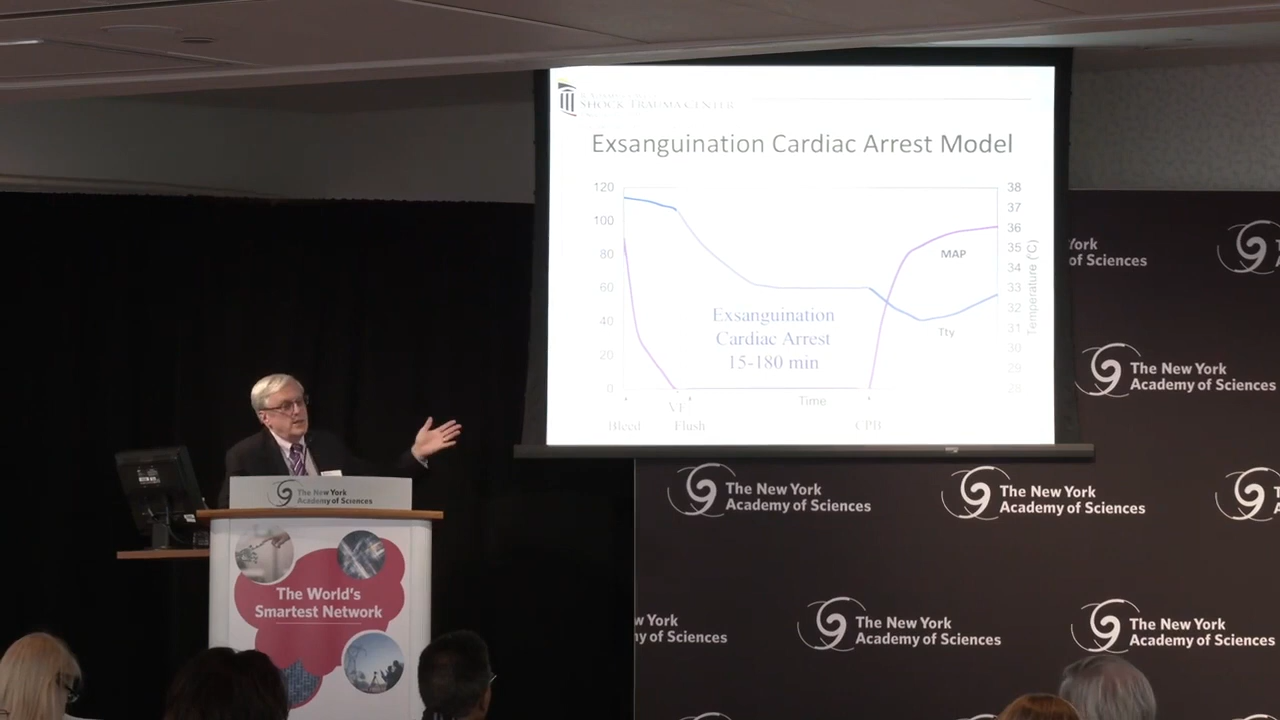 SHOCK TRAUMA CENTER
Exsanguination Cardiac Arrest Model
120
100
80
60
40
20
0
38
37
36
35
34
33
32
31
30
29
28
Temperature (°C)
MAP
Tty
Exsanguination
Cardiac Arrest
15-180 min
Time
Bleed
VF
Flush
CPB
The New York
Academy of Sciences
The World's
Smartest Network
York
of Sciences
The New York
Academy of Sciences
The New York
Academy of Sciences
The New York
Academy of Sciences
w York
y of Sciences
The New York
Academy of Sciences
The New York
Academy of Sciences